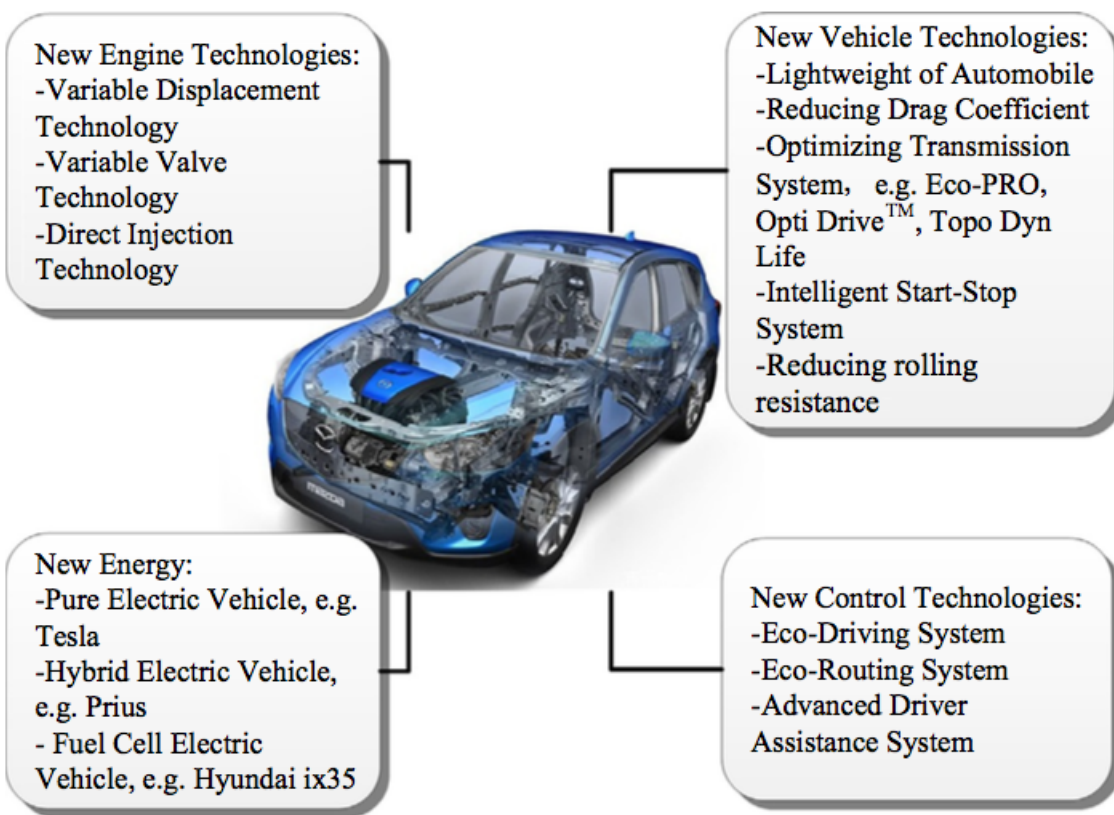 New Engine Technologies:
-Variable Displacement
Technology
-Variable Valve
Technology
-Direct Injection
Technology
New Vehicle Technologies:
-Lightweight of Automobile
-Reducing Drag Coefficient
-Optimizing Transmission
System， e.g. Eco-PRO,
Opti Drive™, Topo Dyn
Life
-Intelligent Start-Stop
System
-Reducing rolling
resistance
mazda
New Energy:
-Pure Electric Vehicle, e.g.
Tesla
-Hybrid Electric Vehicle,
e.g. Prius
- Fuel Cell Electric
Vehicle, e.g. Hyundai ix35
New Control Technologies:
-Eco-Driving System
-Eco-Routing System
-Advanced Driver
Assistance System